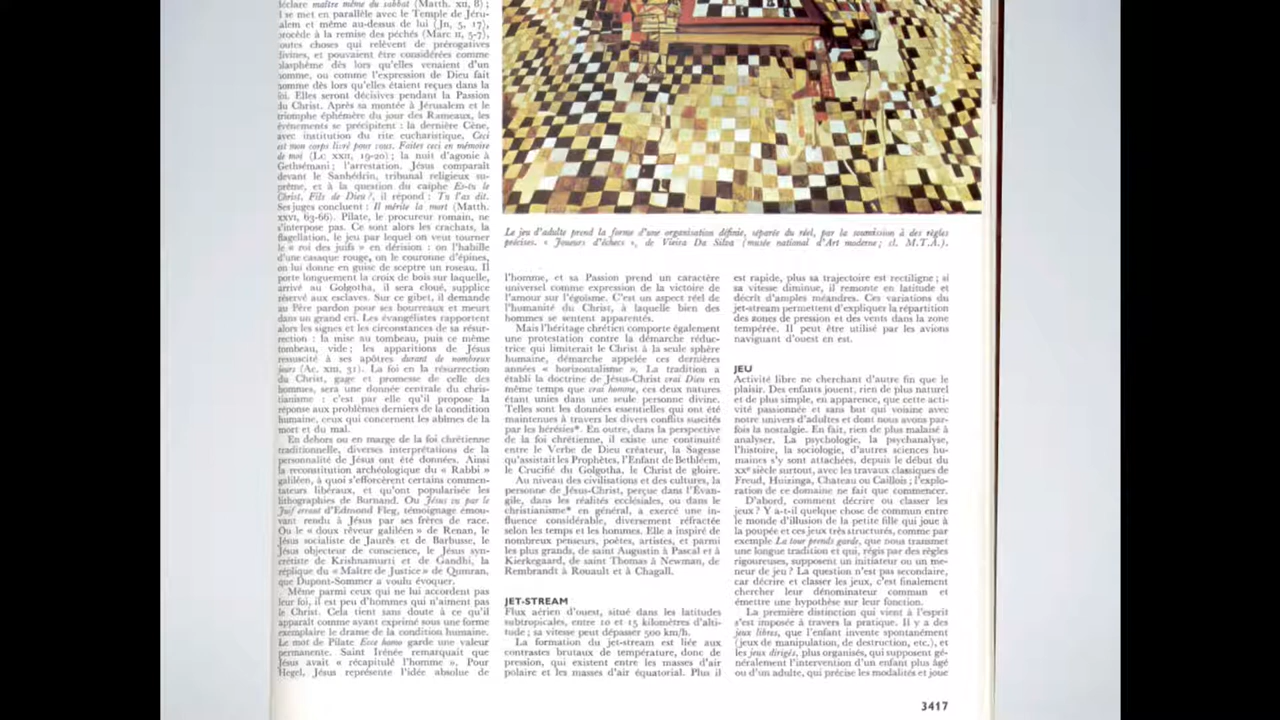 éclare maître même du sabbat (Matth. XII, 8) ;
l se met en parallèle avec le Temple de Jéru-
alem et même au-dessus de lui (Jn, 5, 17),
procède à la remise des péchés (Marc II, 5-7),
toutes choses qui relèvent de prérogatives
divines, et pouvaient être considérées comme
blasphème dès lors qu'elles venaient d'un
homme, ou comme l'expression de Dieu fait
homme dès lors qu'elles étaient reçues dans la
foi. Elles seront décisives pendant la Passion
du Christ. Après sa montée à Jérusalem et le
triomphe éphémère du jour des Rameaux, les
événements se précipitent : la dernière Cène,
avec institution du rite eucharistique, Ceci
est mon corps livré pour vous. Faites ceci en mémoire
de moi (Lc XXII, 19-20) ; la nuit d'agonie à
Gethsémani ; l'arrestation. Jésus comparaît
devant le Sanhédrin, tribunal religieux su-
prême, et à la question du caïphe Es-tu le
Christ, Fils de Dieu ?, il répond : Tu l'as dit.
Ses juges concluent : Il mérite la mort (Matth.
XXVI, 63-66). Pilate, le procureur romain, ne
s'interpose pas. Ce sont alors les crachats, la
flagellation, le jeu par lequel on veut tourner
le « roi des juifs » en dérision : on l'habille
d'une casaque rouge, on le couronne d'épines,
on lui donne en guise de sceptre un roseau. Il
porte longuement la croix de bois sur laquelle,
arrivé au Golgotha, il sera cloué, supplice
réservé aux esclaves. Sur ce gibet, il demande
au Père pardon pour ses bourreaux et meurt
dans un grand cri. Les évangélistes rapportent
alors les signes et les circonstances de sa résur-
rection : la mise au tombeau, puis ce même
tombeau, vide ; les apparitions de Jésus
ressuscité à ses apôtres durant de nombreux
jours (Ac. XIII, 31). La foi en la résurrection
du Christ, gage et promesse de celle des
hommes, sera une donnée centrale du chris-
tianisme : c'est par elle qu'il propose la
réponse aux problèmes derniers de la condition
humaine, ceux qui concernent les abîmes de la
mort et du mal.
En dehors ou en marge de la foi chrétienne
traditionnelle, diverses interprétations de la
personnalité de Jésus ont été données. Ainsi
la reconstitution archéologique du « Rabbi »
galiléen, à quoi s'efforcèrent certains commen-
tateurs libéraux, et qu'ont popularisée les
lithographies de Burnand. Ou Jésus vu par le
Juif errant d'Edmond Fleg, témoignage émou-
vant rendu à Jésus par ses frères de race.
Ou le « doux rêveur galiléen » de Renan, le
Jésus socialiste de Jaurès et de Barbusse, le
Jésus objecteur de conscience, le Jésus syn-
crétiste de Krishnamurti et de Gandhi, la
réplique du « Maître de Justice » de Qumran,
que Dupont-Sommer a voulu évoquer.
Même parmi ceux qui ne lui accordent pas
leur foi, il est peu d'hommes qui n'aiment pas
le Christ. Cela tient sans doute à ce qu'il
apparaît comme ayant exprimé sous une forme
exemplaire le drame de la condition humaine.
Le mot de Pilate Ecce homo garde une valeur
permanente. Saint Irénée remarquait que
Jésus avait « récapitulé l'homme ». Pour
Hegel, Jésus représente l'idée absolue de
Le jeu d'adulte prend la forme d'une organisation définie, séparée du réel, par la soumission à des règles
précises. « Joueurs d'échecs », de Vieira Da Silva (musée national d'Art moderne ; cl. M.T.A.).
l'homme, et sa Passion prend un caractère
universel comme expression de la victoire de
l'amour sur l'égoïsme. C'est un aspect réel de
l'humanité du Christ, à laquelle bien des
hommes se sentent apparentés.
Mais l'héritage chrétien comporte également
une protestation contre la démarche réduc-
trice qui limiterait le Christ à la seule sphère
humaine, démarche appelée ces dernières
années « horizontalisme ». La tradition a
établi la doctrine de Jésus-Christ vrai Dieu en
même temps que vrai homme, ces deux natures
étant unies dans une seule personne divine.
Telles sont les données essentielles qui ont été
maintenues à travers les divers conflits suscités
par les hérésies*. En outre, dans la perspective
de la foi chrétienne, il existe une continuité
entre le Verbe de Dieu créateur, la Sagesse
qu'assistait les Prophètes, l'Enfant de Bethléem,
le Crucifié du Golgotha, le Christ de gloire.
Au niveau des civilisations et des cultures, la
personne de Jésus-Christ, perçue dans l'Évan-
gile, dans les réalités ecclésiales, ou dans le
christianisme* en général, a exercé une in-
fluence considérable, diversement réfractée
selon les temps et les hommes. Elle a inspiré de
nombreux penseurs, poètes, artistes, et parmi
les plus grands, de saint Augustin à Pascal et à
Kierkegaard, de saint Thomas à Newman, de
Rembrandt à Rouault et à Chagall.
JET-STREAM
Flux aérien d'ouest, situé dans les latitudes
subtropicales, entre 10 et 15 kilomètres d'alti-
tude ; sa vitesse peut dépasser 500 km/h.
La formation du jet-stream est liée aux
contrastes brutaux de température, donc de
pression, qui existent entre les masses d'air
polaire et les masses d'air équatorial. Plus il
est rapide, plus sa trajectoire est rectiligne ; si
sa vitesse diminue, il remonte en latitude et
décrit d'amples méandres. Ces variations du
jet-stream permettent d'expliquer la répartition
des zones de pression et des vents dans la zone
tempérée. Il peut être utilisé par les avions
naviguant d'ouest en est.
JEU
Activité libre ne cherchant d'autre fin que le
plaisir. Des enfants jouent, rien de plus naturel
et de plus simple, en apparence, que cette acti-
vité passionnée et sans but qui voisine avec
notre univers d'adultes et dont nous avons par-
fois la nostalgie. En fait, rien de plus malaisé à
analyser. La psychologie, la psychanalyse,
l'histoire, la sociologie, d'autres sciences hu-
maines s'y sont attachées, depuis le début du
XXe siècle surtout, avec les travaux classiques de
Freud, Huizinga, Chateau ou Caillois ; l'explo-
ration de ce domaine ne fait que commencer.
D'abord, comment décrire ou classer les
jeux ? Y a-t-il quelque chose de commun entre
le monde d'illusion de la petite fille qui joue à
la poupée et ces jeux très structurés, comme par
exemple La tour prends garde, que nous transmet
une longue tradition et qui, régis par des règles
rigoureuses, supposent un initiateur ou un me-
neur de jeu ? La question n'est pas secondaire,
car décrire et classer les jeux, c'est finalement
chercher leur dénominateur commun et
émettre une hypothèse sur leur fonction.
La première distinction qui vient à l'esprit
s'est imposée à travers la pratique. Il y a des
jeux libres, que l'enfant invente spontanément
(jeux de manipulation, de destruction, etc.), et
les jeux dirigés, plus organisés, qui supposent gé-
néralement l'intervention d'un enfant plus âgé
ou d'un adulte, qui précise les modalités et joue
3417